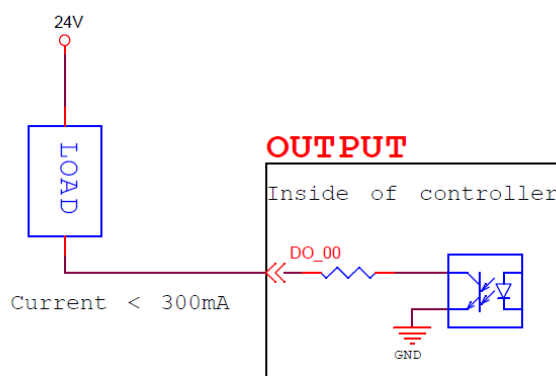 24V
LOAD
OUTPUT
Inside of controller
DO_00
Current < 300mA
GND